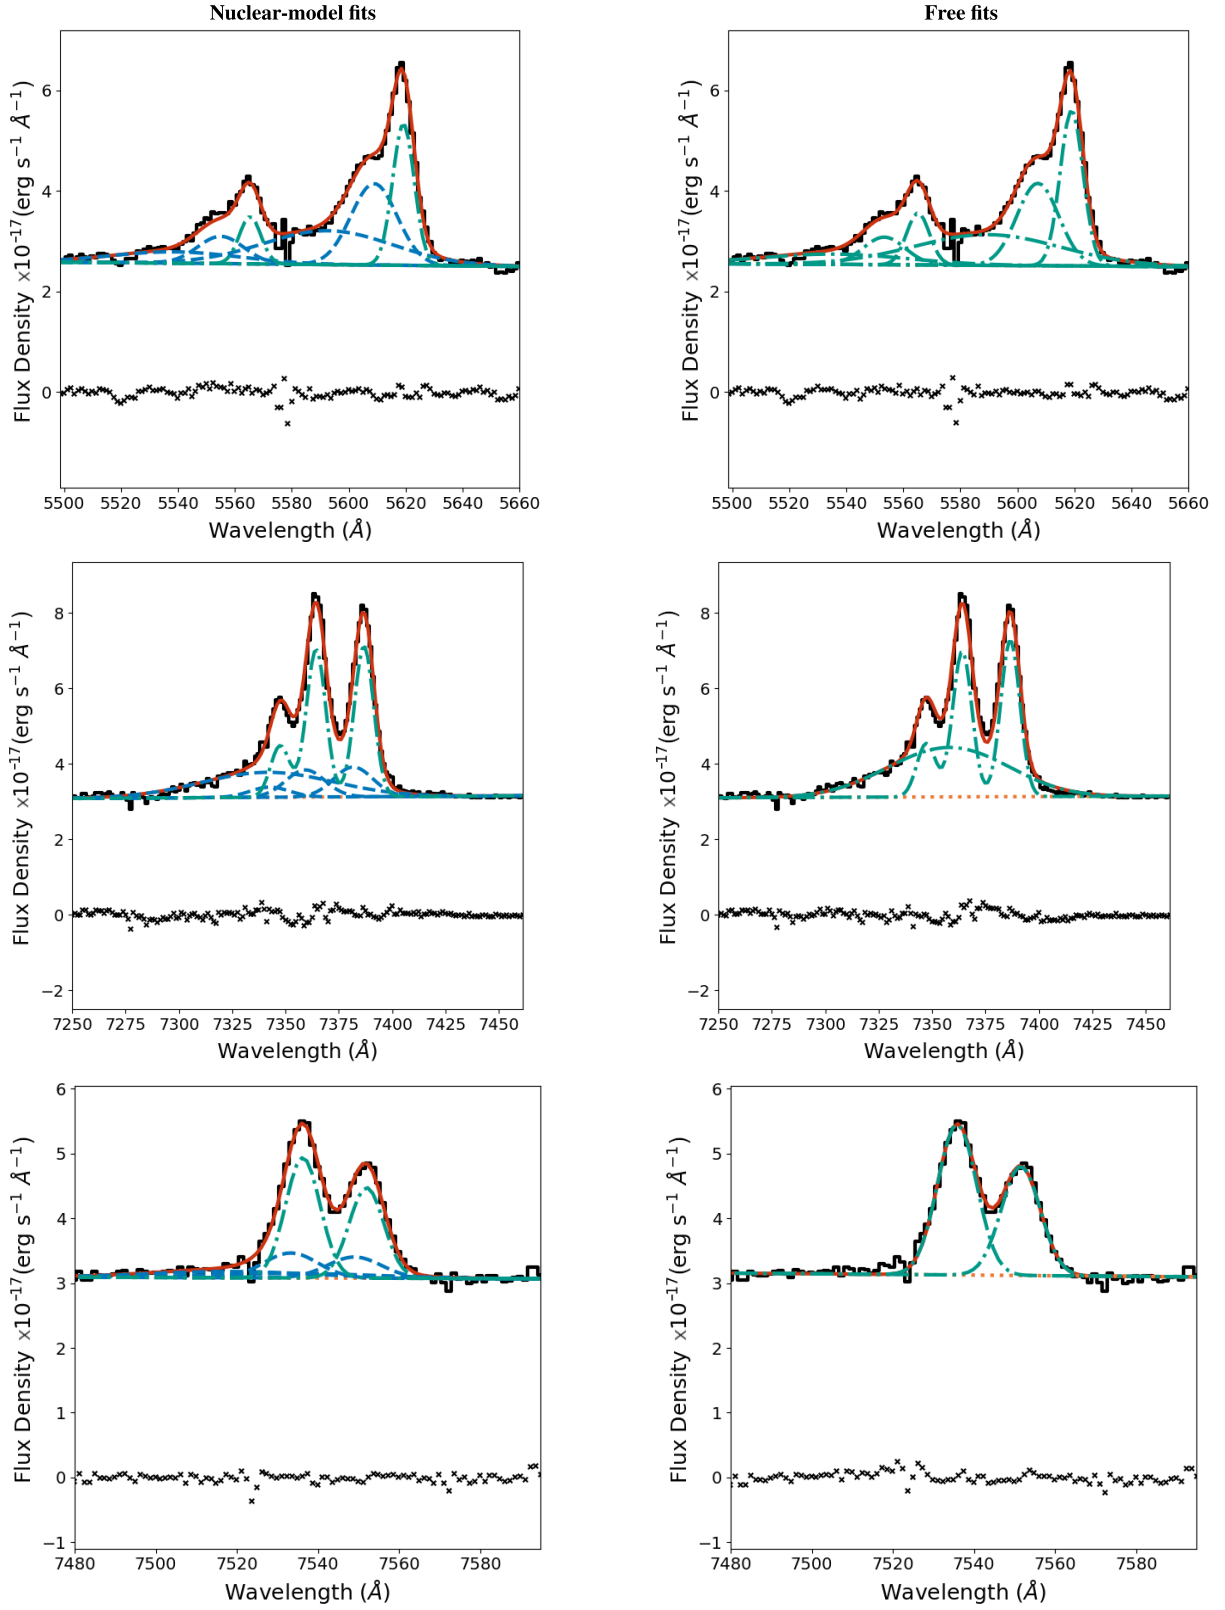 Nuclear-model fits
Free fits
Flux Density ×10⁻¹⁷(erg s⁻¹ Å⁻¹)
6
4
2
0
5500 5520 5540 5560 5580 5600 5620 5640 5660
Wavelength (Å)
Flux Density ×10⁻¹⁷(erg s⁻¹ Å⁻¹)
6
4
2
0
5500 5520 5540 5560 5580 5600 5620 5640 5660
Wavelength (Å)
Flux Density ×10⁻¹⁷(erg s⁻¹ Å⁻¹)
8
6
4
2
0
−2
7250 7275 7300 7325 7350 7375 7400 7425 7450
Wavelength (Å)
Flux Density ×10⁻¹⁷(erg s⁻¹ Å⁻¹)
8
6
4
2
0
−2
7250 7275 7300 7325 7350 7375 7400 7425 7450
Wavelength (Å)
Flux Density ×10⁻¹⁷(erg s⁻¹ Å⁻¹)
6
5
4
3
2
1
0
−1
7480 7500 7520 7540 7560 7580
Wavelength (Å)
Flux Density ×10⁻¹⁷(erg s⁻¹ Å⁻¹)
6
5
4
3
2
1
0
−1
7480 7500 7520 7540 7560 7580
Wavelength (Å)